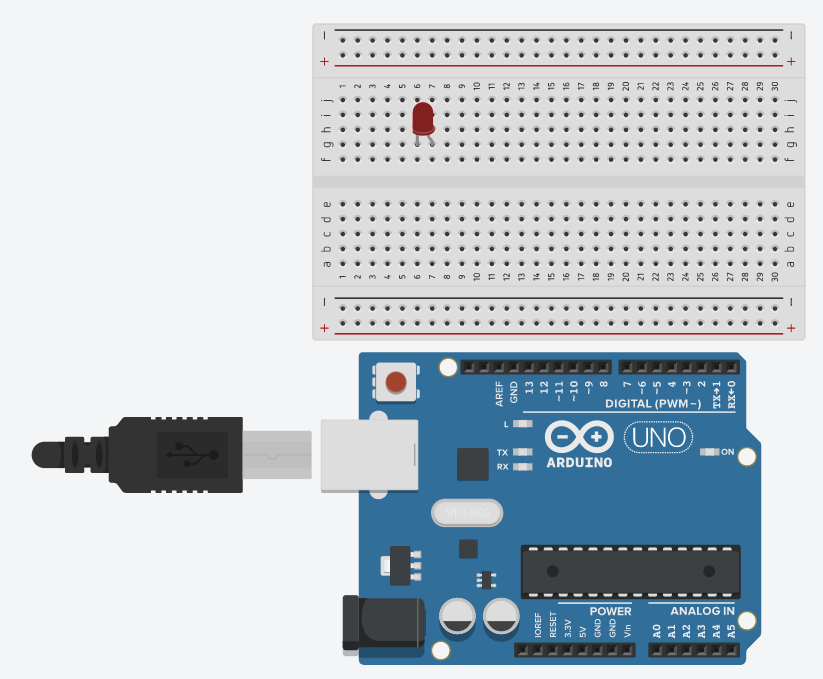 − −
+ +
1 2 3 4 5 6 7 8 9 10 11 12 13 14 15 16 17 18 19 20 21 22 23 24 25 26 27 28 29 30
j j
i i
h h
g g
f f
e e
d d
c c
b b
a a
1 2 3 4 5 6 7 8 9 10 11 12 13 14 15 16 17 18 19 20 21 22 23 24 25 26 27 28 29 30
− −
+ +
AREF GND 13 12 ~11 ~10 ~9 8 7 ~6 ~5 4 ~3 2 TX→1 RX←0
DIGITAL (PWM~)
L
UNO
TX ON
RX ARDUINO
POWER ANALOG IN
IOREF RESET 3.3V 5V GND GND Vin A0 A1 A2 A3 A4 A5